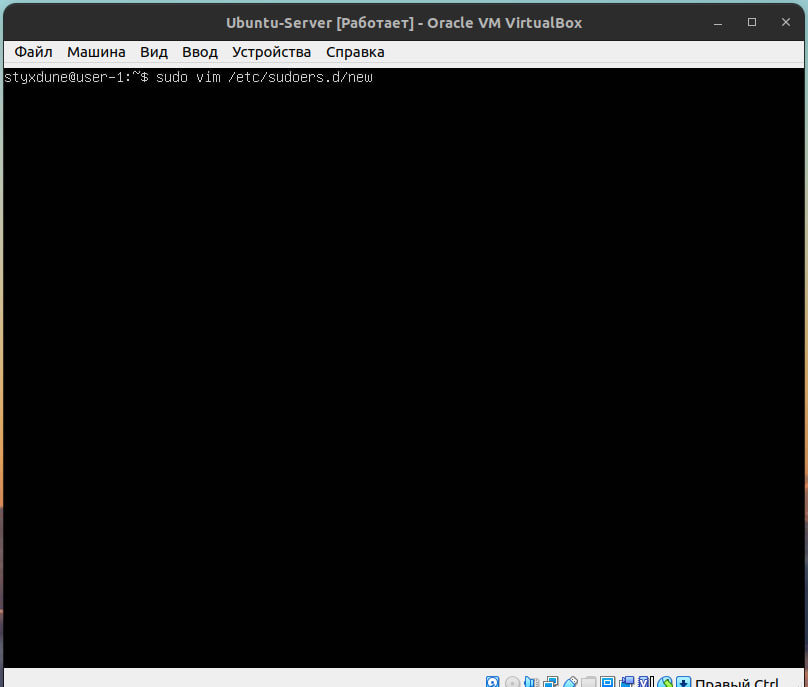 Ubuntu-Server [Работает] - Oracle VM VirtualBox
Файл Машина Вид Ввод Устройства Справка
styxdune@user-1:~$ sudo vim /etc/sudoers.d/new
Правый Ctrl